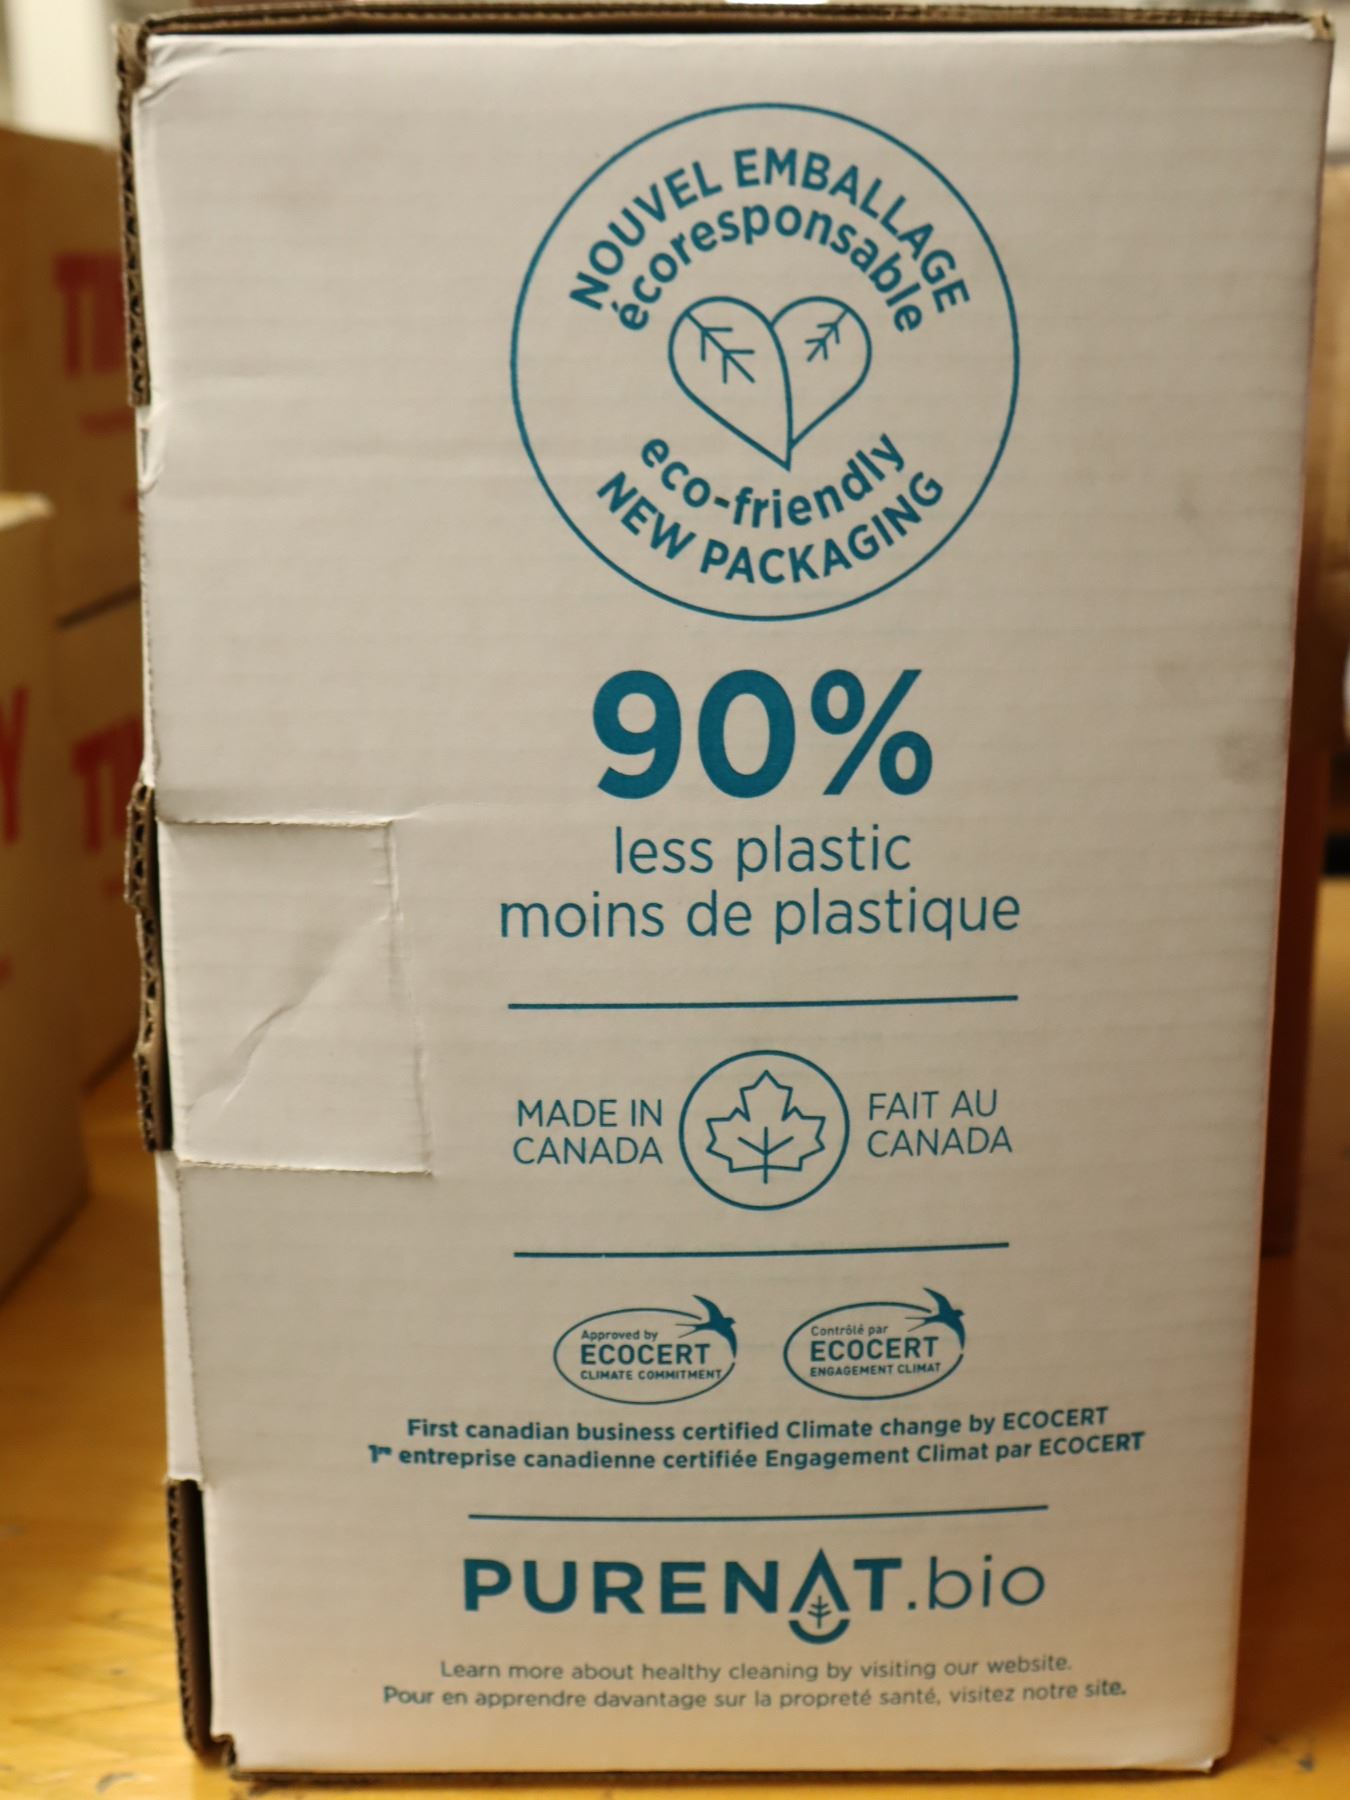 NOUVEL EMBALLAGE
écoresponsable
eco-friendly
NEW PACKAGING
90%
less plastic
moins de plastique
MADE IN
CANADA
FAIT AU
CANADA
Approved by
ECOCERT
CLIMATE COMMITMENT
Contrôlé par
ECOCERT
ENGAGEMENT CLIMAT
First canadian business certified Climate change by ECOCERT
1re entreprise canadienne certifiée Engagement Climat par ECOCERT
PURENAT.bio
Learn more about healthy cleaning by visiting our website.
Pour en apprendre davantage sur la propreté santé, visitez notre site.